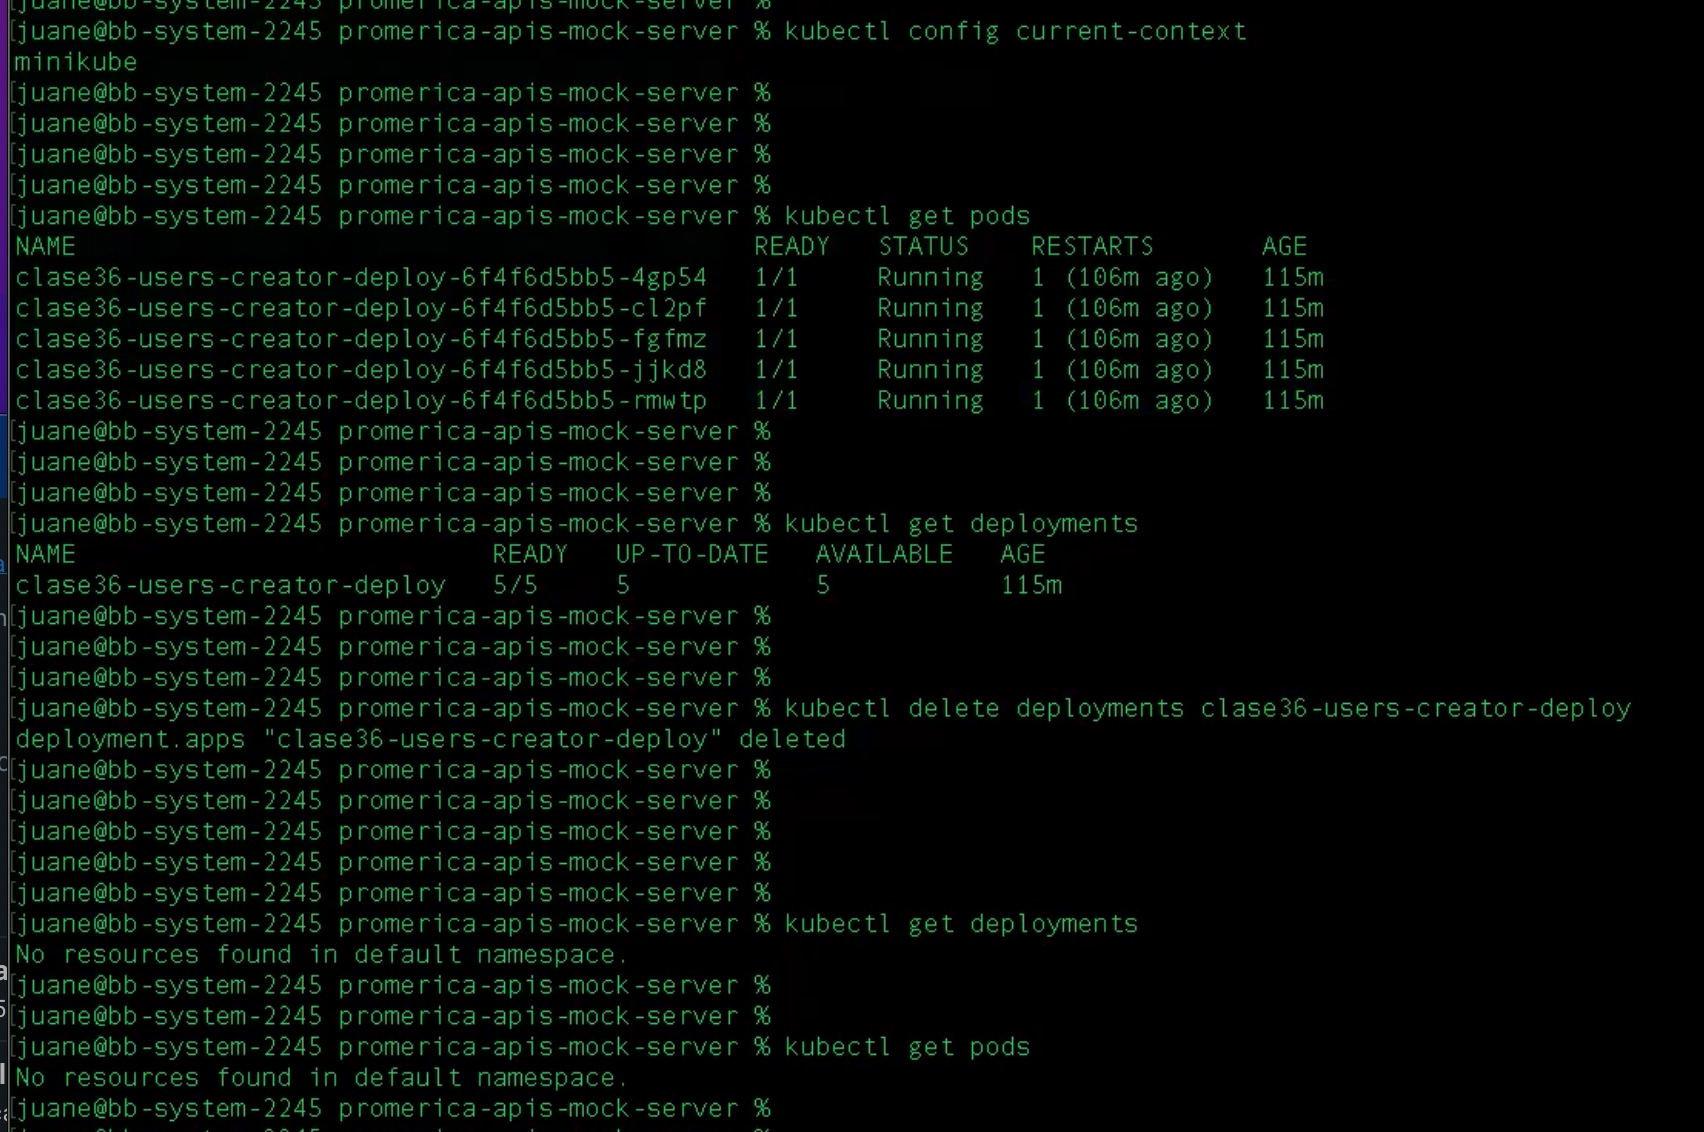 [juane@bb-system-2245 promerica-apis-mock-server %
[juane@bb-system-2245 promerica-apis-mock-server % kubectl config current-context
minikube
[juane@bb-system-2245 promerica-apis-mock-server %
[juane@bb-system-2245 promerica-apis-mock-server %
[juane@bb-system-2245 promerica-apis-mock-server %
[juane@bb-system-2245 promerica-apis-mock-server %
[juane@bb-system-2245 promerica-apis-mock-server % kubectl get pods
NAME READY STATUS RESTARTS AGE
clase36-users-creator-deploy-6f4f6d5bb5-4gp54 1/1 Running 1 (106m ago) 115m
clase36-users-creator-deploy-6f4f6d5bb5-cl2pf 1/1 Running 1 (106m ago) 115m
clase36-users-creator-deploy-6f4f6d5bb5-fgfmz 1/1 Running 1 (106m ago) 115m
clase36-users-creator-deploy-6f4f6d5bb5-jjkd8 1/1 Running 1 (106m ago) 115m
clase36-users-creator-deploy-6f4f6d5bb5-rmwtp 1/1 Running 1 (106m ago) 115m
[juane@bb-system-2245 promerica-apis-mock-server %
[juane@bb-system-2245 promerica-apis-mock-server %
[juane@bb-system-2245 promerica-apis-mock-server %
[juane@bb-system-2245 promerica-apis-mock-server % kubectl get deployments
NAME READY UP-TO-DATE AVAILABLE AGE
clase36-users-creator-deploy 5/5 5 5 115m
[juane@bb-system-2245 promerica-apis-mock-server %
[juane@bb-system-2245 promerica-apis-mock-server %
[juane@bb-system-2245 promerica-apis-mock-server %
[juane@bb-system-2245 promerica-apis-mock-server % kubectl delete deployments clase36-users-creator-deploy
deployment.apps "clase36-users-creator-deploy" deleted
[juane@bb-system-2245 promerica-apis-mock-server %
[juane@bb-system-2245 promerica-apis-mock-server %
[juane@bb-system-2245 promerica-apis-mock-server %
[juane@bb-system-2245 promerica-apis-mock-server %
[juane@bb-system-2245 promerica-apis-mock-server %
[juane@bb-system-2245 promerica-apis-mock-server % kubectl get deployments
No resources found in default namespace.
[juane@bb-system-2245 promerica-apis-mock-server %
[juane@bb-system-2245 promerica-apis-mock-server %
[juane@bb-system-2245 promerica-apis-mock-server % kubectl get pods
No resources found in default namespace.
[juane@bb-system-2245 promerica-apis-mock-server %